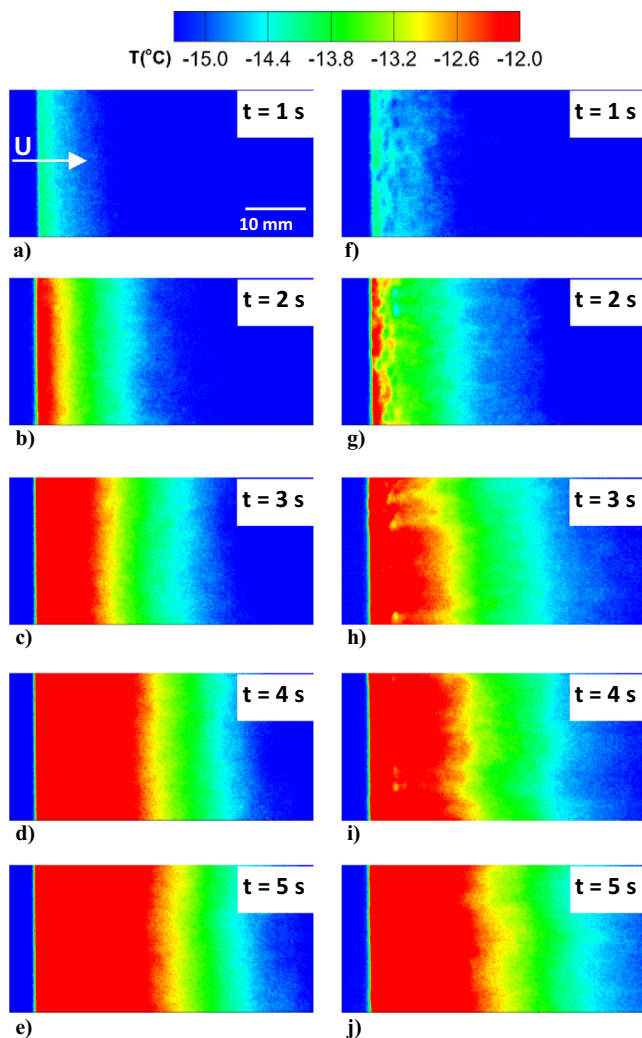 T(°C) -15.0 -14.4 -13.8 -13.2 -12.6 -12.0
t = 1 s
t = 1 s
U
10 mm
a)
f)
t = 2 s
t = 2 s
b)
g)
t = 3 s
t = 3 s
c)
h)
t = 4 s
t = 4 s
d)
i)
t = 5 s
t = 5 s
e)
j)